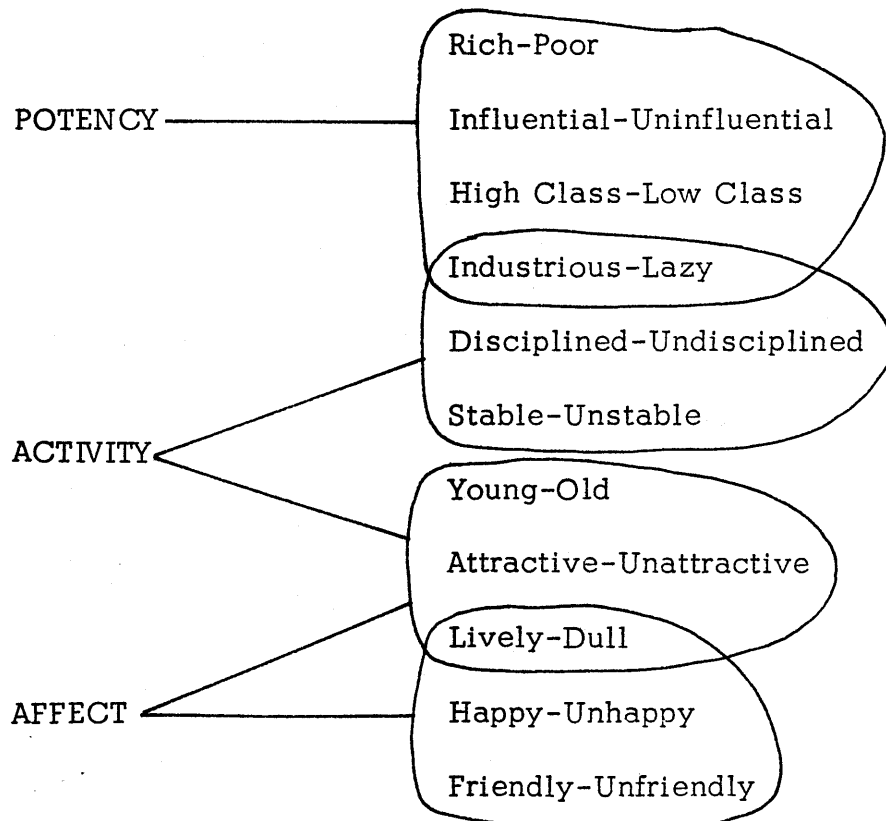 Rich-Poor
POTENCY
Influential-Uninfluential
High Class-Low Class
Industrious-Lazy
Disciplined-Undisciplined
Stable-Unstable
ACTIVITY
Young-Old
Attractive-Unattractive
Lively-Dull
AFFECT
Happy-Unhappy
Friendly-Unfriendly